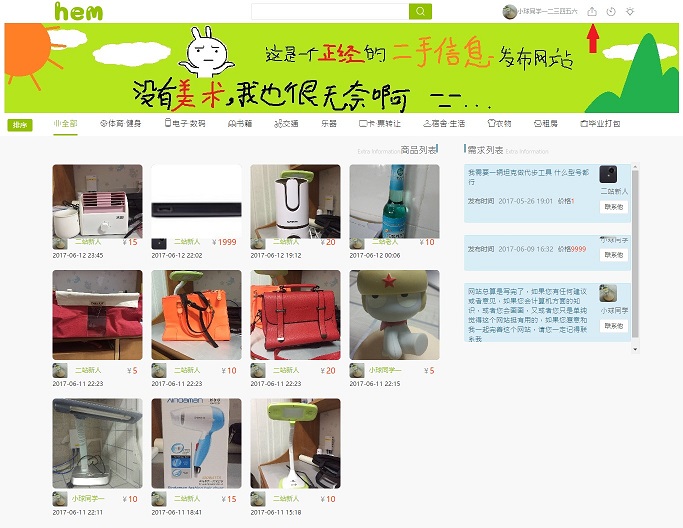 hem
小球同学一二三四五六
这是一个正经的二手信息发布网站
没有美术,我也很无奈啊 一一...
排序 全部 体育·健身 电子·数码 书籍 交通 乐器 卡·票转让 宿舍·生活 衣物 租房 毕业打包
Extra Information 商品列表
二站新人 ¥ 15
2017-06-12 23:45
二站新人 ¥ 1999
2017-06-12 22:02
二站新人 ¥ 20
2017-06-12 19:12
二站老人 ¥ 10
2017-06-12 00:06
二站新人 ¥ 5
2017-06-11 22:23
二站新人 ¥ 10
2017-06-11 22:23
二站新人 ¥ 20
2017-06-11 22:23
小球同学一 ¥ 5
2017-06-11 22:15
小球同学一 ¥ 10
2017-06-11 22:11
二站新人 ¥ 15
2017-06-11 18:41
二站新人 ¥ 10
2017-06-11 15:18
需求列表 Extra Information
我需要一辆坦克做代步工具 什么型号都
行
二站新人
发布时间 2017-05-26 19:01 价格1
联系他
小球同学
发布时间 2017-06-09 16:32 价格9999
联系他
网站总算是写完了，如果您有任何建议
或者意见，如果您会计算机方面的知
识，或者您会画画，又或者您只是单纯
觉得这个网站挺有用的，如果您愿意和
我一起完善这个网站，请您一定记得联
系我
小球同学
联系他